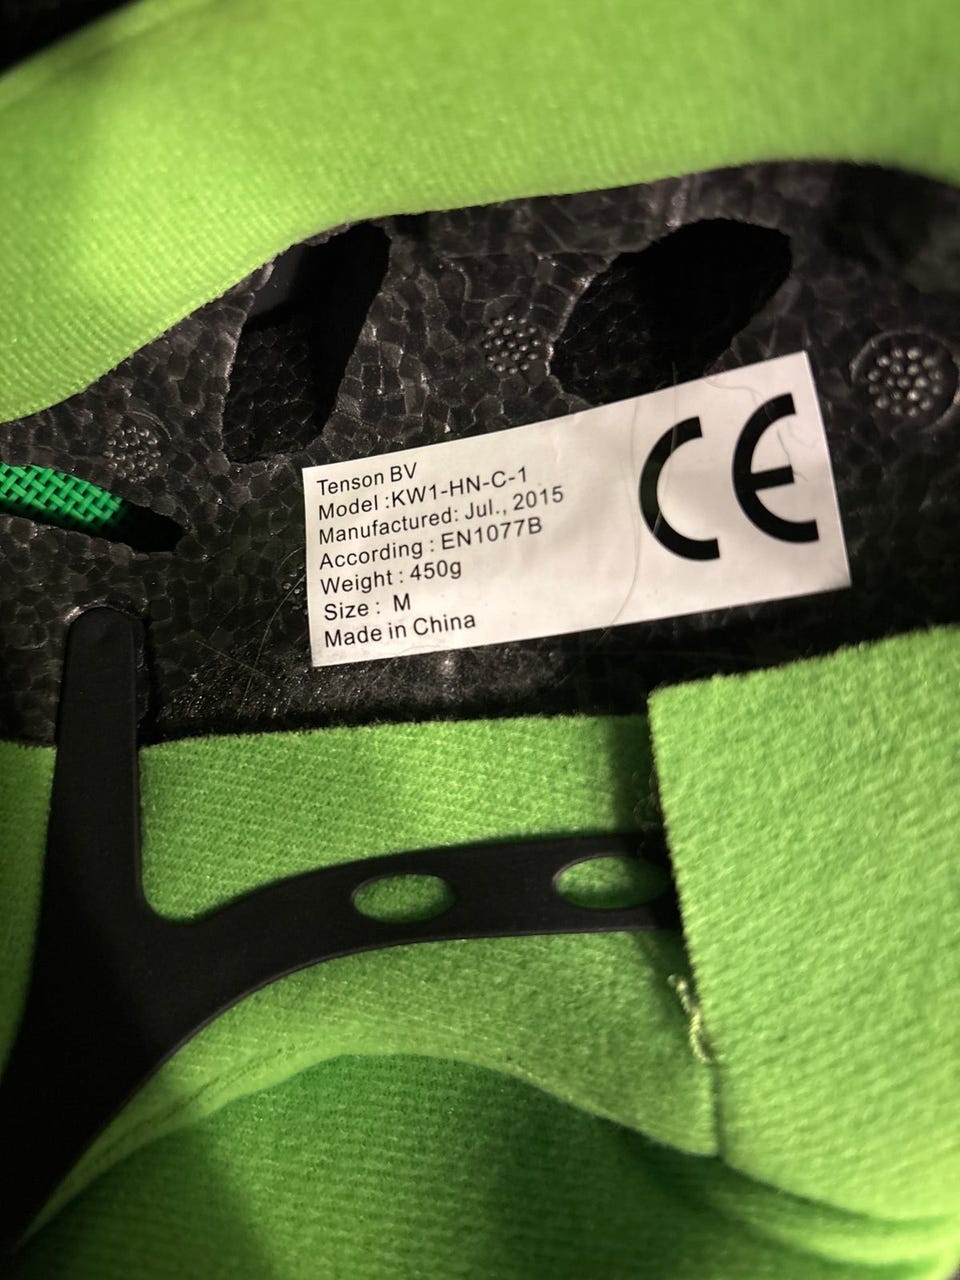 Tenson BV
Model :KW1-HN-C-1
Manufactured: Jul., 2015
According : EN1077B
Weight : 450g
Size : M
Made in China
CE